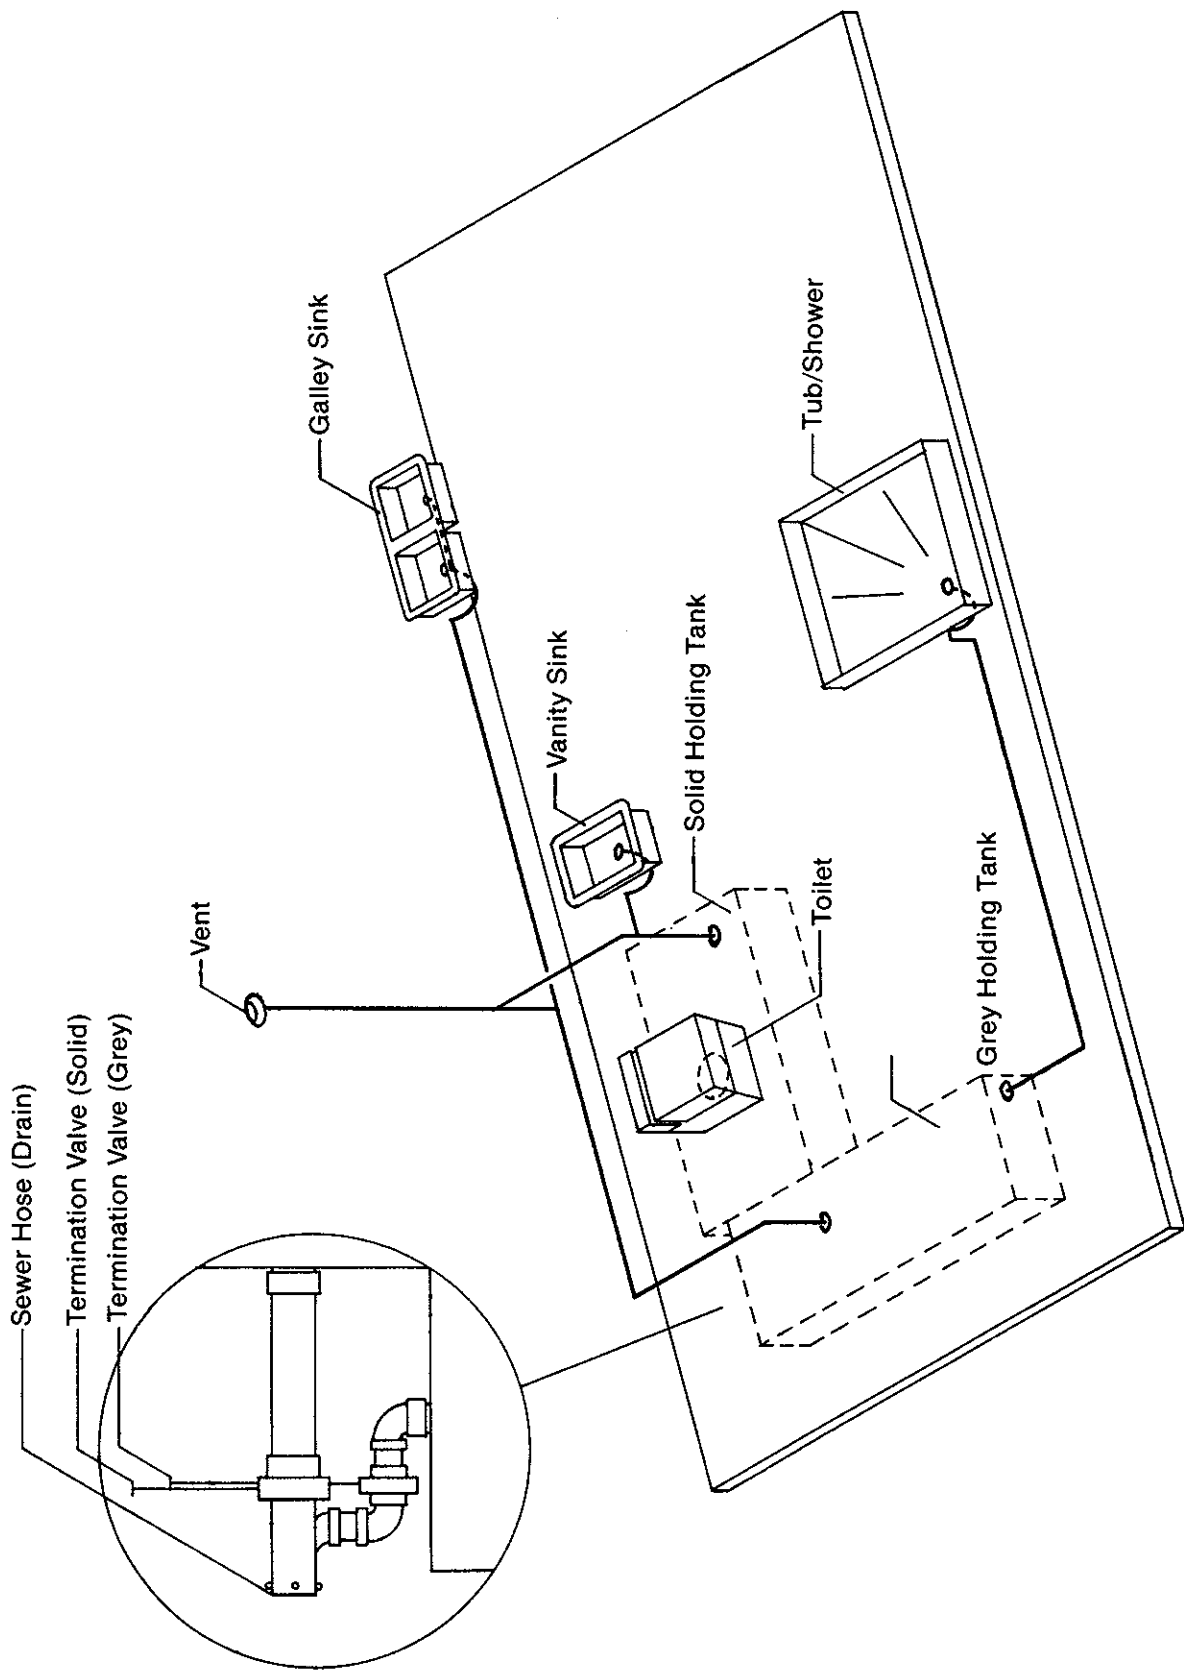 Sewer Hose (Drain)
Termination Valve (Solid)
Termination Valve (Grey)
Vent
Galley Sink
Vanity Sink
Solid Holding Tank
Toilet
Tub/Shower
Grey Holding Tank